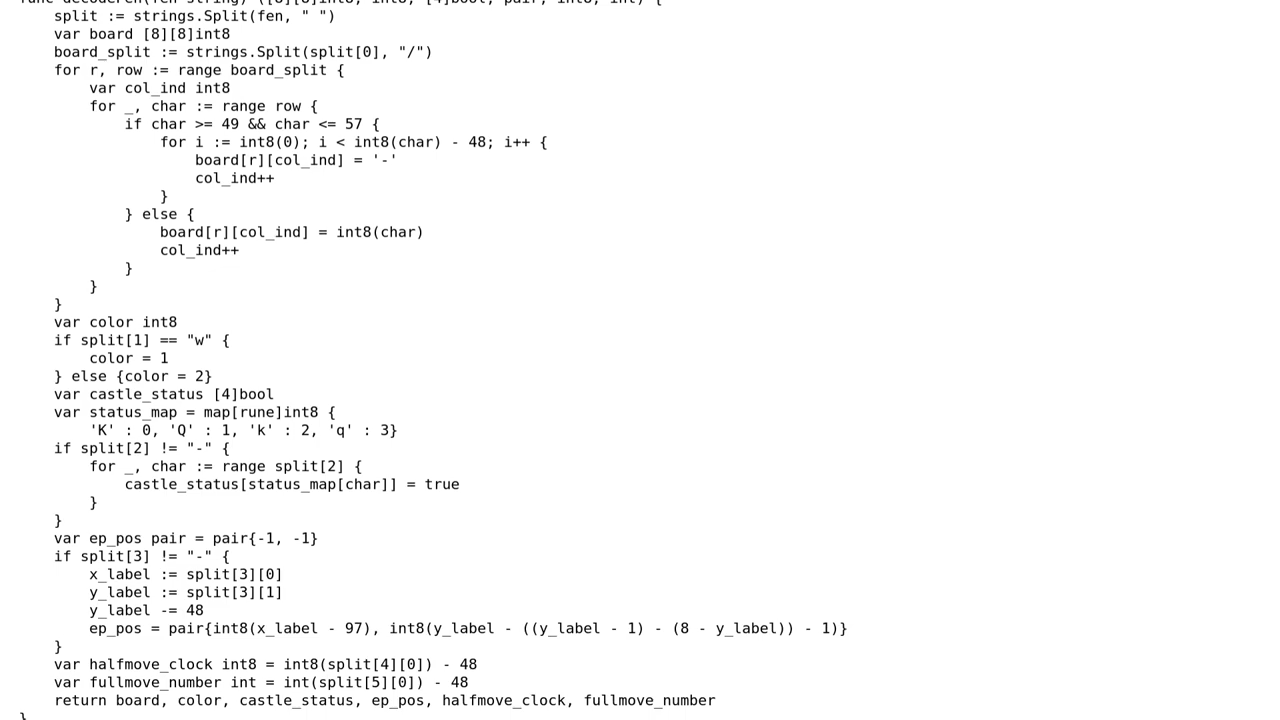 split := strings.Split(fen, " ")
    var board [8][8]int8
    board_split := strings.Split(split[0], "/")
    for r, row := range board_split {
        var col_ind int8
        for _, char := range row {
            if char >= 49 && char <= 57 {
                for i := int8(0); i < int8(char) - 48; i++ {
                    board[r][col_ind] = '-'
                    col_ind++
                }
            } else {
                board[r][col_ind] = int8(char)
                col_ind++
            }
        }
    }
    var color int8
    if split[1] == "w" {
        color = 1
    } else {color = 2}
    var castle_status [4]bool
    var status_map = map[rune]int8 {
        'K' : 0, 'Q' : 1, 'k' : 2, 'q' : 3}
    if split[2] != "-" {
        for _, char := range split[2] {
            castle_status[status_map[char]] = true
        }
    }
    var ep_pos pair = pair{-1, -1}
    if split[3] != "-" {
        x_label := split[3][0]
        y_label := split[3][1]
        y_label -= 48
        ep_pos = pair{int8(x_label - 97), int8(y_label - ((y_label - 1) - (8 - y_label)) - 1)}
    }
    var halfmove_clock int8 = int8(split[4][0]) - 48
    var fullmove_number int = int(split[5][0]) - 48
    return board, color, castle_status, ep_pos, halfmove_clock, fullmove_number
}